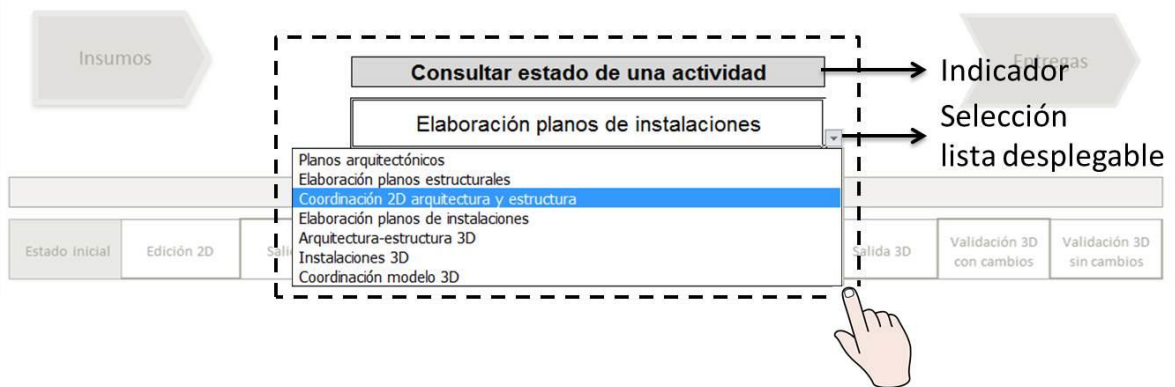 Insumos
Consultar estado de una actividad
Indicador
Entregas
Elaboración planos de instalaciones
Selección
lista desplegable
Planos arquitectónicos
Elaboración planos estructurales
Coordinación 2D arquitectura y estructura
Elaboración planos de instalaciones
Arquitectura-estructura 3D
Instalaciones 3D
Coordinación modelo 3D
Estado inicial
Edición 2D
Salida 3D
Validación 3D
con cambios
Validación 3D
sin cambios